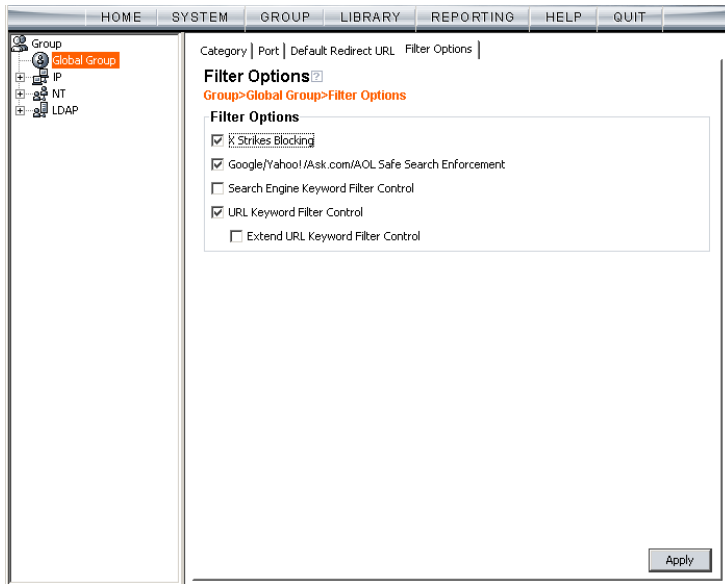 HOME SYSTEM GROUP LIBRARY REPORTING HELP QUIT
Group
Global Group
IP
NT
LDAP
Category | Port | Default Redirect URL Filter Options |
Filter Options ?
Group>Global Group>Filter Options
Filter Options
X Strikes Blocking
Google/Yahoo!/Ask.com/AOL Safe Search Enforcement
Search Engine Keyword Filter Control
URL Keyword Filter Control
Extend URL Keyword Filter Control
Apply